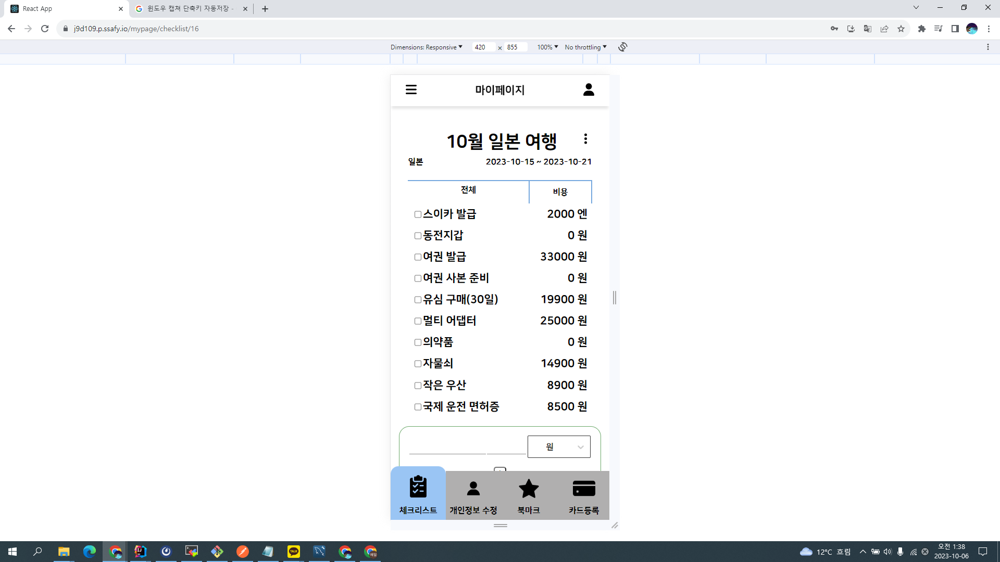 React App
윈도우 캡쳐 단축키 자동저장 -
j9d109.p.ssafy.io/mypage/checklist/16
Dimensions: Responsive 420 x 855 100% No throttling
마이페이지
10월 일본 여행
일본 2023-10-15 ~ 2023-10-21
전체 비용
스이카 발급 2000 엔
동전지갑 0 원
여권 발급 33000 원
여권 사본 준비 0 원
유심 구매(30일) 19900 원
멀티 어댑터 25000 원
의약품 0 원
자물쇠 14900 원
작은 우산 8900 원
국제 운전 면허증 8500 원
원
체크리스트 개인정보 수정 북마크 카드등록
12°C 흐림
오전 1:38
2023-10-06